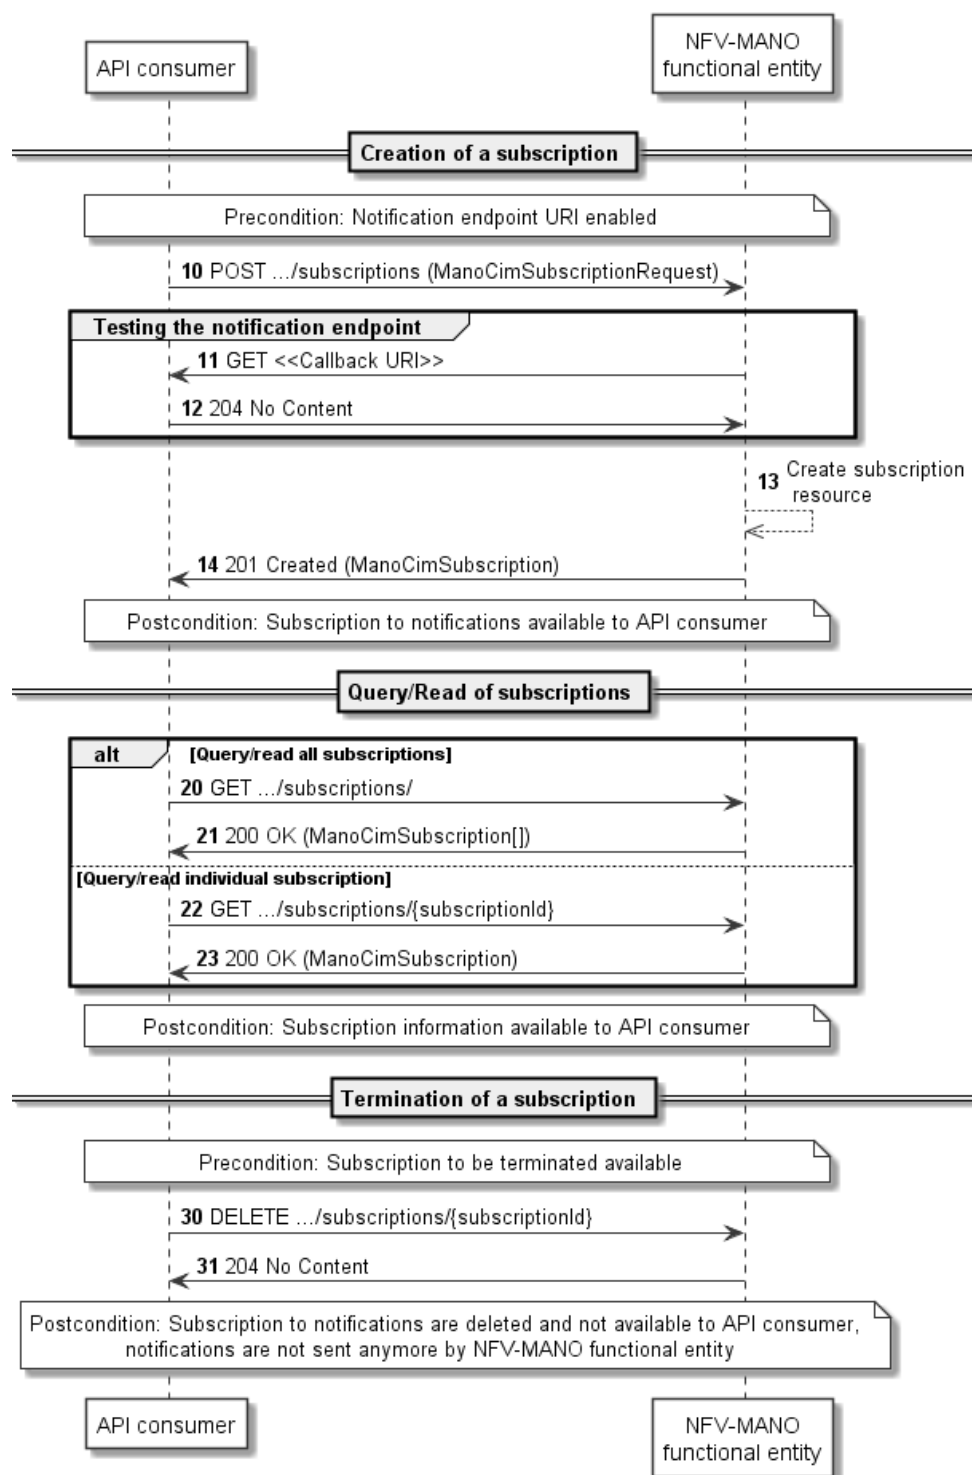 API consumer
NFV-MANO
functional entity
Creation of a subscription
Precondition: Notification endpoint URI enabled
10 POST .../subscriptions (ManoCimSubscriptionRequest)
Testing the notification endpoint
11 GET <<Callback URI>>
12 204 No Content
13 Create subscription
resource
14 201 Created (ManoCimSubscription)
Postcondition: Subscription to notifications available to API consumer
Query/Read of subscriptions
alt [Query/read all subscriptions]
20 GET .../subscriptions/
21 200 OK (ManoCimSubscription[])
[Query/read individual subscription]
22 GET .../subscriptions/{subscriptionId}
23 200 OK (ManoCimSubscription)
Postcondition: Subscription information available to API consumer
Termination of a subscription
Precondition: Subscription to be terminated available
30 DELETE .../subscriptions/{subscriptionId}
31 204 No Content
Postcondition: Subscription to notifications are deleted and not available to API consumer,
notifications are not sent anymore by NFV-MANO functional entity
API consumer
NFV-MANO
functional entity